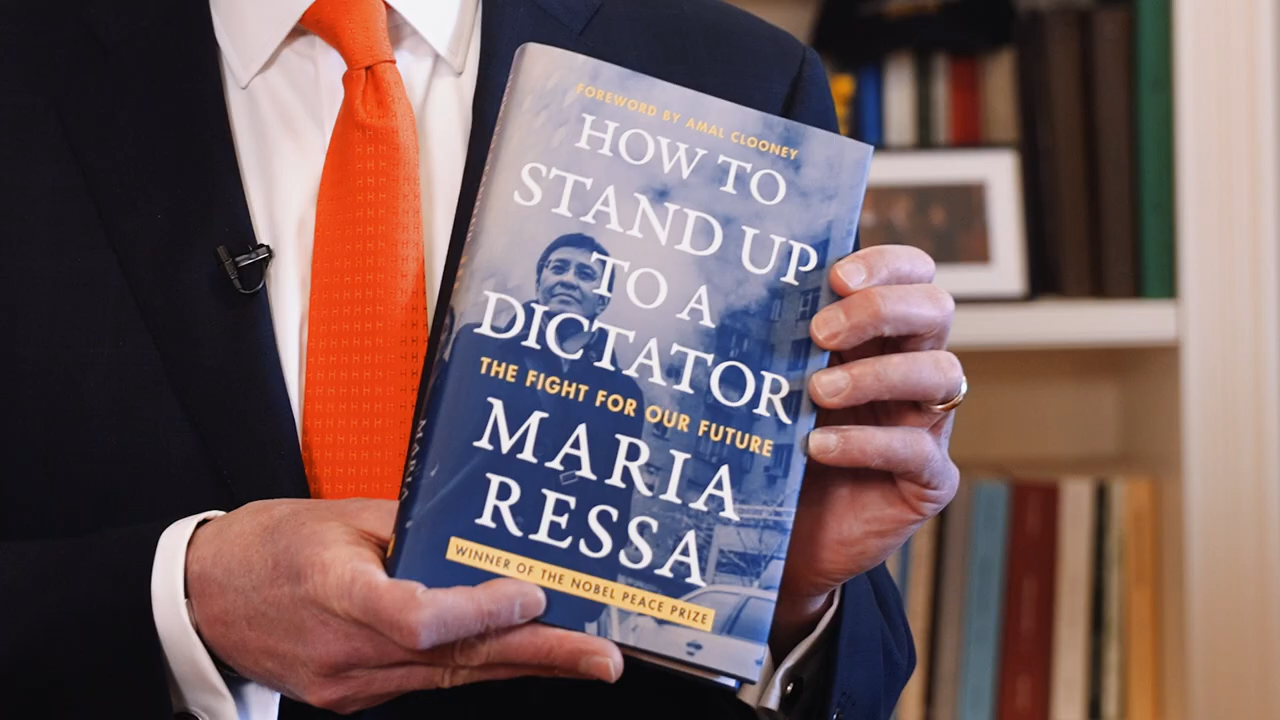 FOREWORD BY AMAL CLOONEY
HOW TO
STAND UP
TO A
DICTATOR
THE FIGHT FOR OUR FUTURE
MARIA
RESSA
WINNER OF THE NOBEL PEACE PRIZE